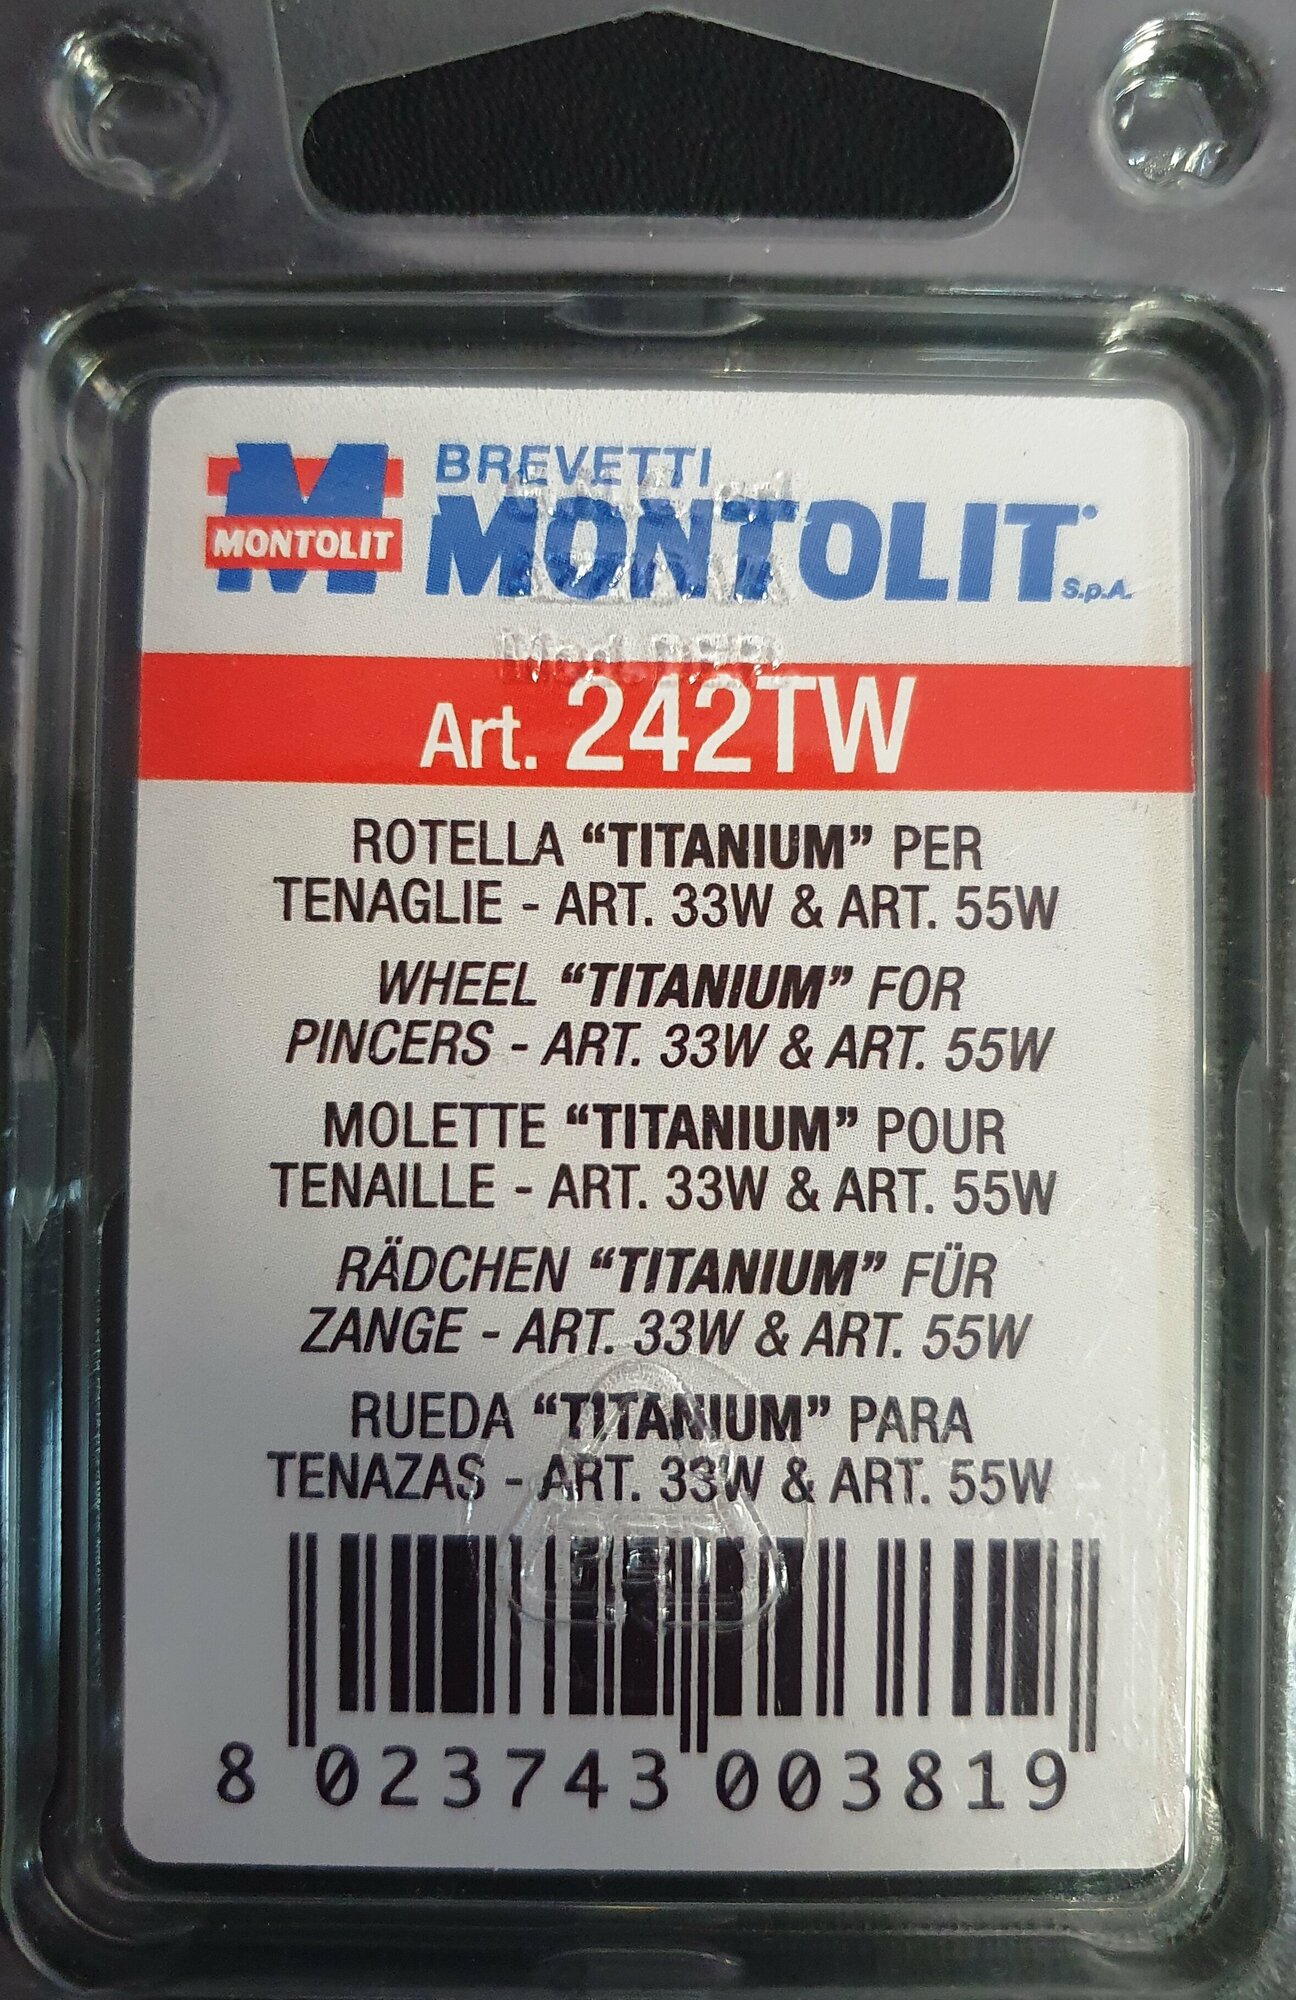 MONTOLIT
BREVETTI
MONTOLIT
S.p.A.
Art. 242TW
ROTELLA “TITANIUM” PER
TENAGLIE - ART. 33W & ART. 55W
WHEEL “TITANIUM” FOR
PINCERS - ART. 33W & ART. 55W
MOLETTE “TITANIUM” POUR
TENAILLE - ART. 33W & ART. 55W
RÄDCHEN “TITANIUM” FÜR
ZANGE - ART. 33W & ART. 55W
RUEDA “TITANIUM” PARA
TENAZAS - ART. 33W & ART. 55W
8 023743 003819